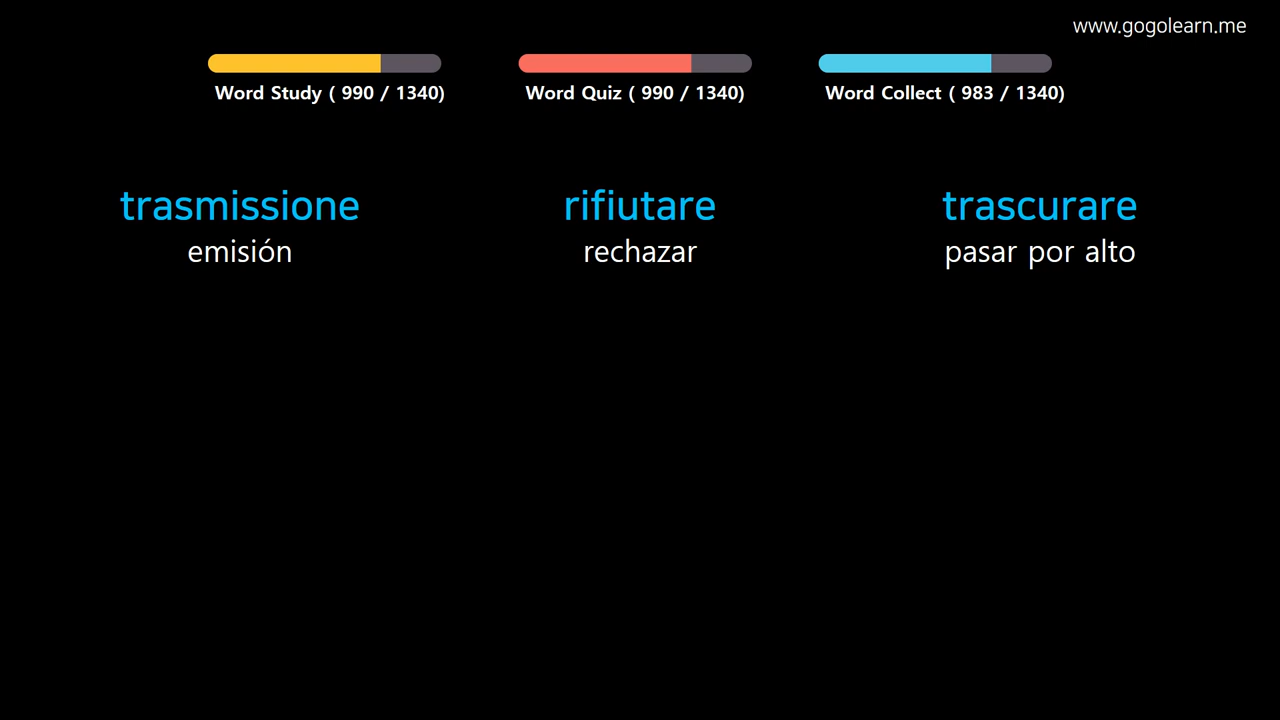 www.gogolearn.me
Word Study ( 990 / 1340)
Word Quiz ( 990 / 1340)
Word Collect ( 983 / 1340)
trasmissione
emisión
rifiutare
rechazar
trascurare
pasar por alto